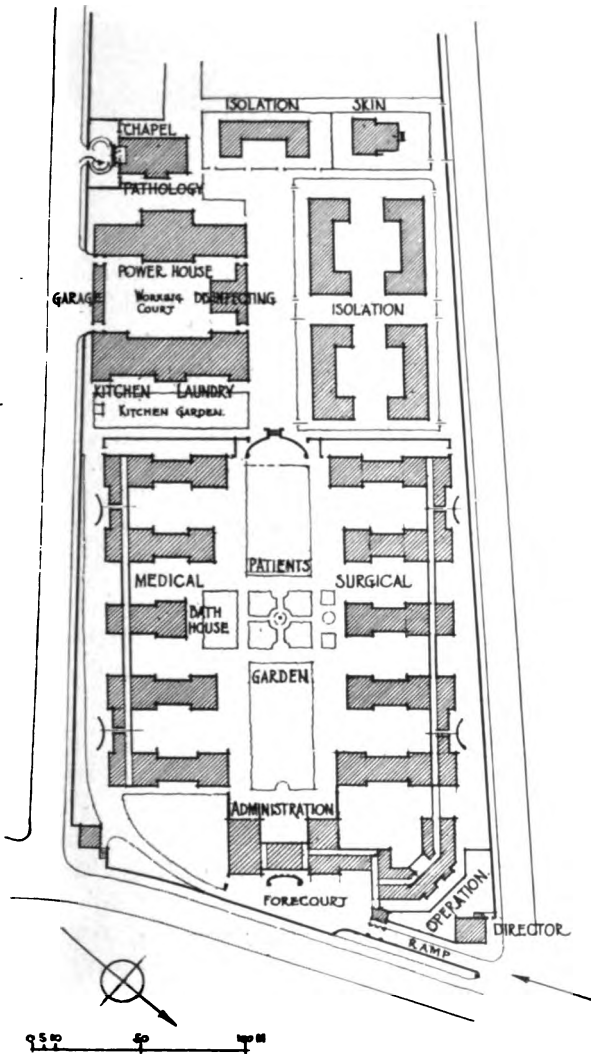 ISOLATION SKIN
CHAPEL
PATHOLOGY
POWER HOUSE
GARAGE WORKING DISINFECTING
COURT
ISOLATION
KITCHEN LAUNDRY
KITCHEN GARDEN.
PATIENTS
MEDICAL SURGICAL
BATH
HOUSE
GARDEN
ADMINISTRATION
FORECOURT
OPERATION.
DIRECTOR
RAMP
0 5 10 50 100 M